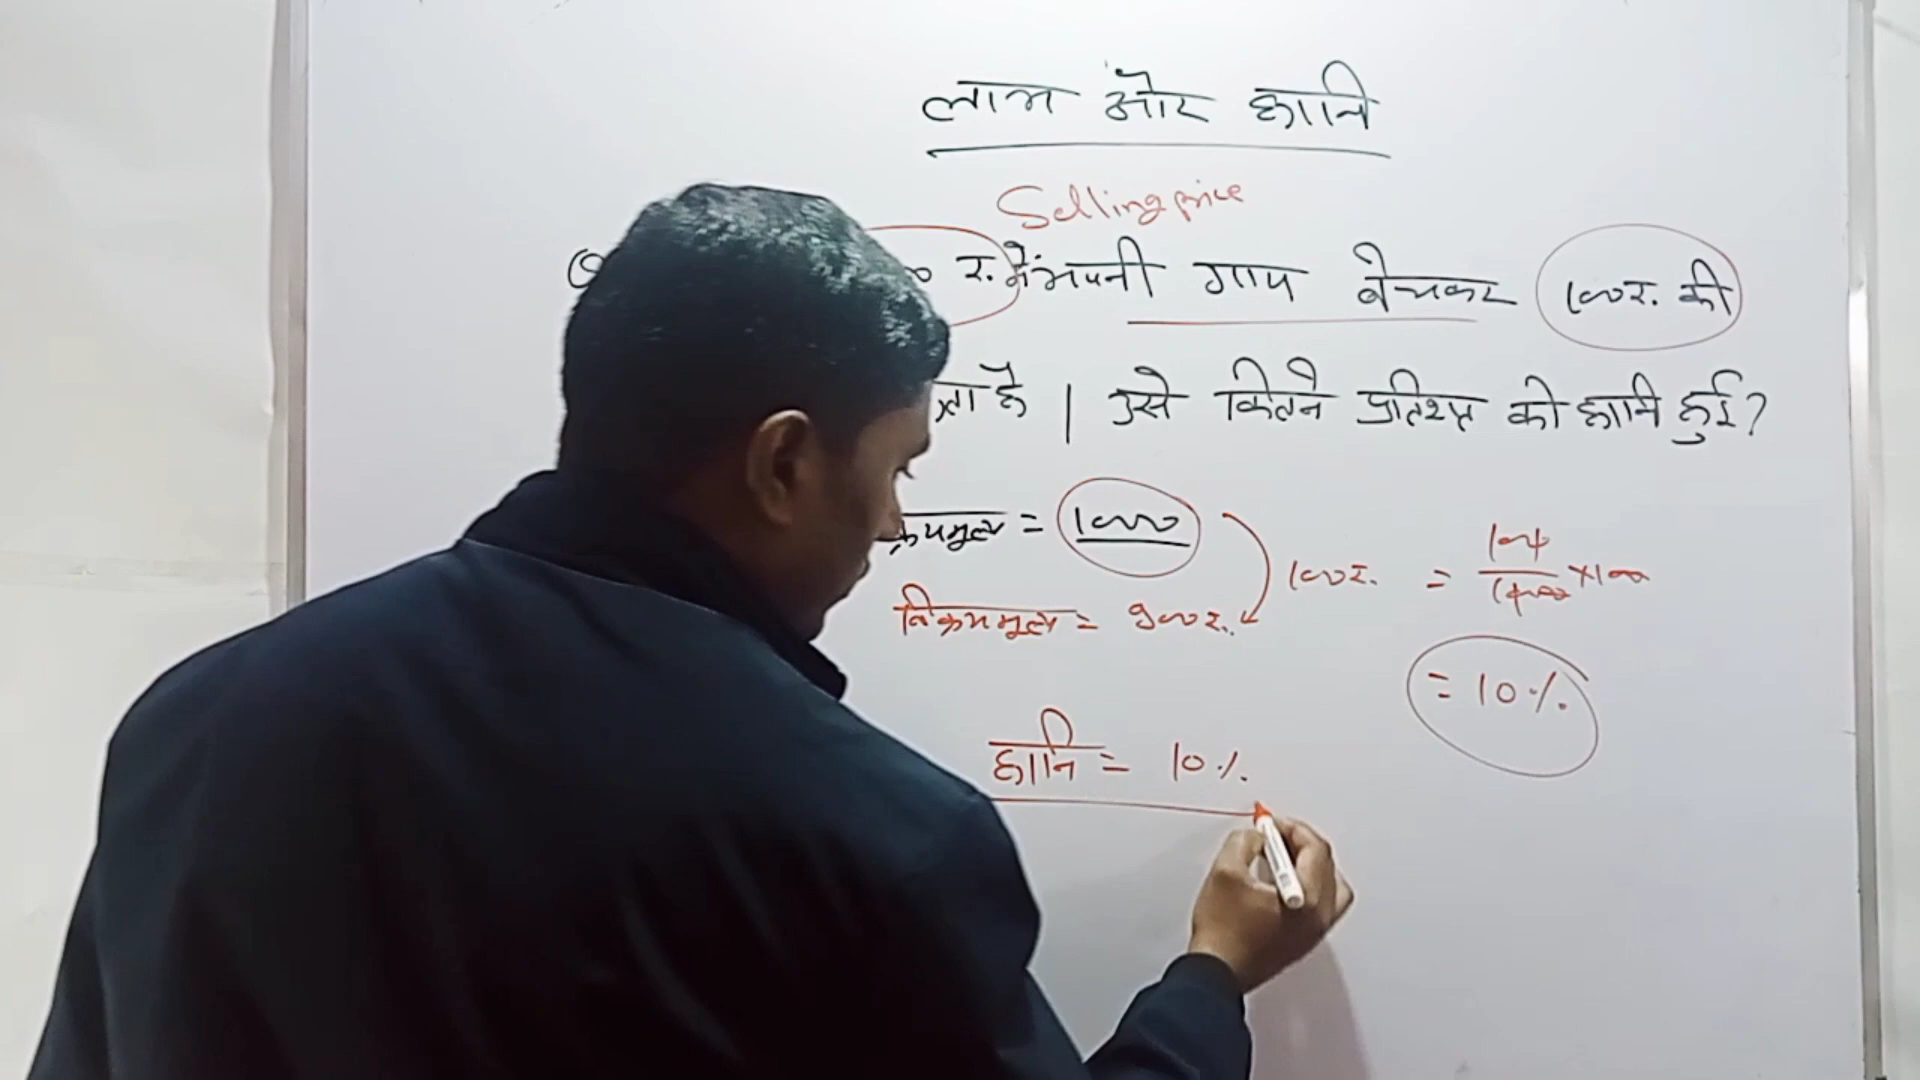 लाभ और हानि
Selling price
रु. में अपनी गाय बेचकर 100रु. की
ता है | उसे कितने प्रतिशत की हानि हुई?
क्रयमूल्य = 1000
विक्रयमूल्य = 900रु.
100रु. = 100/1000 ×100
= 10%
हानि = 10%